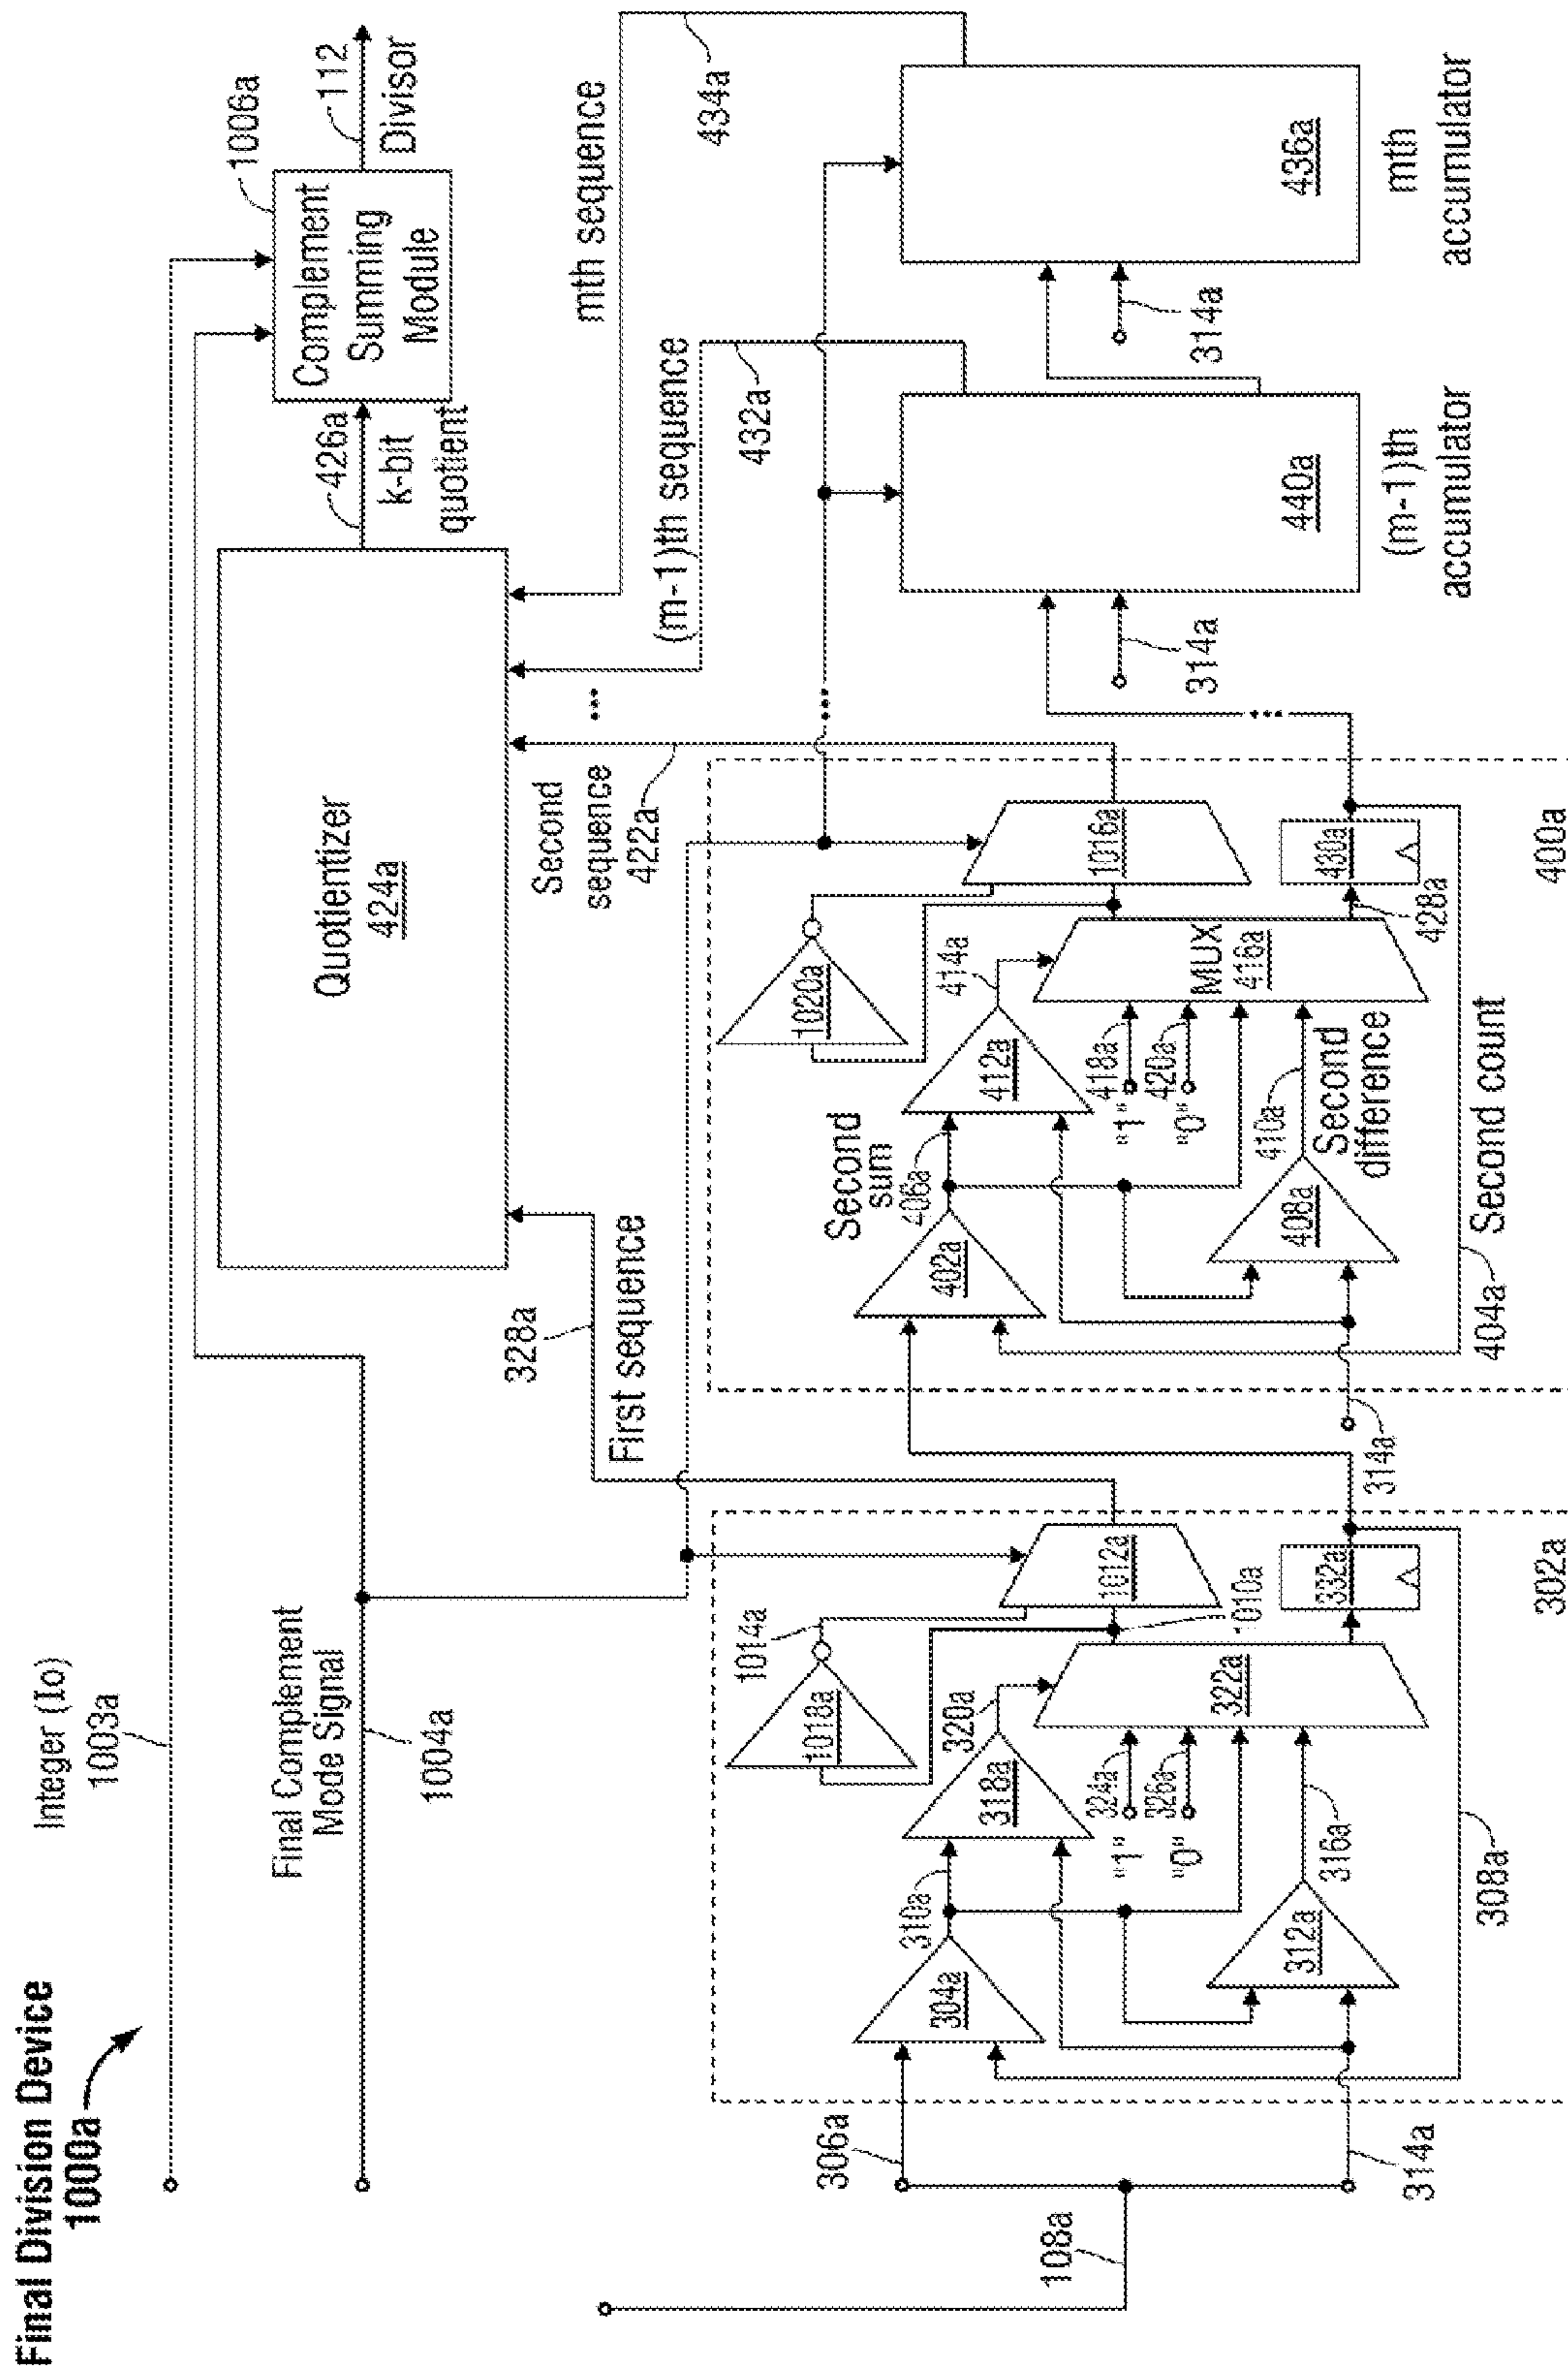 Final Division Device
1000a
Integer (Io)
1003a
Final Complement
Mode Signal
1004a
Quotientizer
424a
426a
k-bit
quotient
Complement
Summing
Module
1006a
112
Divisor
328a
First sequence
Second
sequence
422a
...
(m-1)th sequence
432a
mth sequence
434a
108a
306a
314a
304a
310a
318a
320a
"1"
324a
"0"
326a
312a
316a
322a
1018a
1014a
1012a
1010a
332a
308a
302a
314a
402a
Second
sum
406a
412a
414a
"1"
418a
"0"
420a
408a
410a
Second
difference
MUX
416a
1020a
1016a
430a
428a
404a
Second count
400a
...
...
314a
440a
(m-1)th
accumulator
314a
436a
mth
accumulator